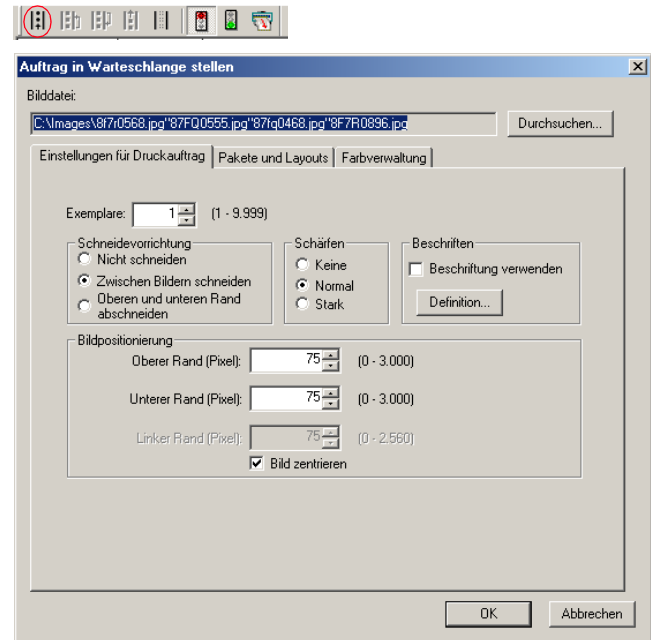 Auftrag in Warteschlange stellen
Bilddatei:
C:\Images\8f7r0568.jpg"87FQ0555.jpg"87fq0468.jpg"8F7R0896.jpg
Durchsuchen...
Einstellungen für Druckauftrag Pakete und Layouts Farbverwaltung
Exemplare: 1 (1 - 9.999)
Schneidevorrichtung
Nicht schneiden
Zwischen Bildern schneiden
Oberen und unteren Rand
abschneiden
Schärfen
Keine
Normal
Stark
Beschriften
Beschriftung verwenden
Definition...
Bildpositionierung
Oberer Rand (Pixel): 75 (0 - 3.000)
Unterer Rand (Pixel): 75 (0 - 3.000)
Linker Rand (Pixel): 75 (0 - 2.560)
Bild zentrieren
OK Abbrechen